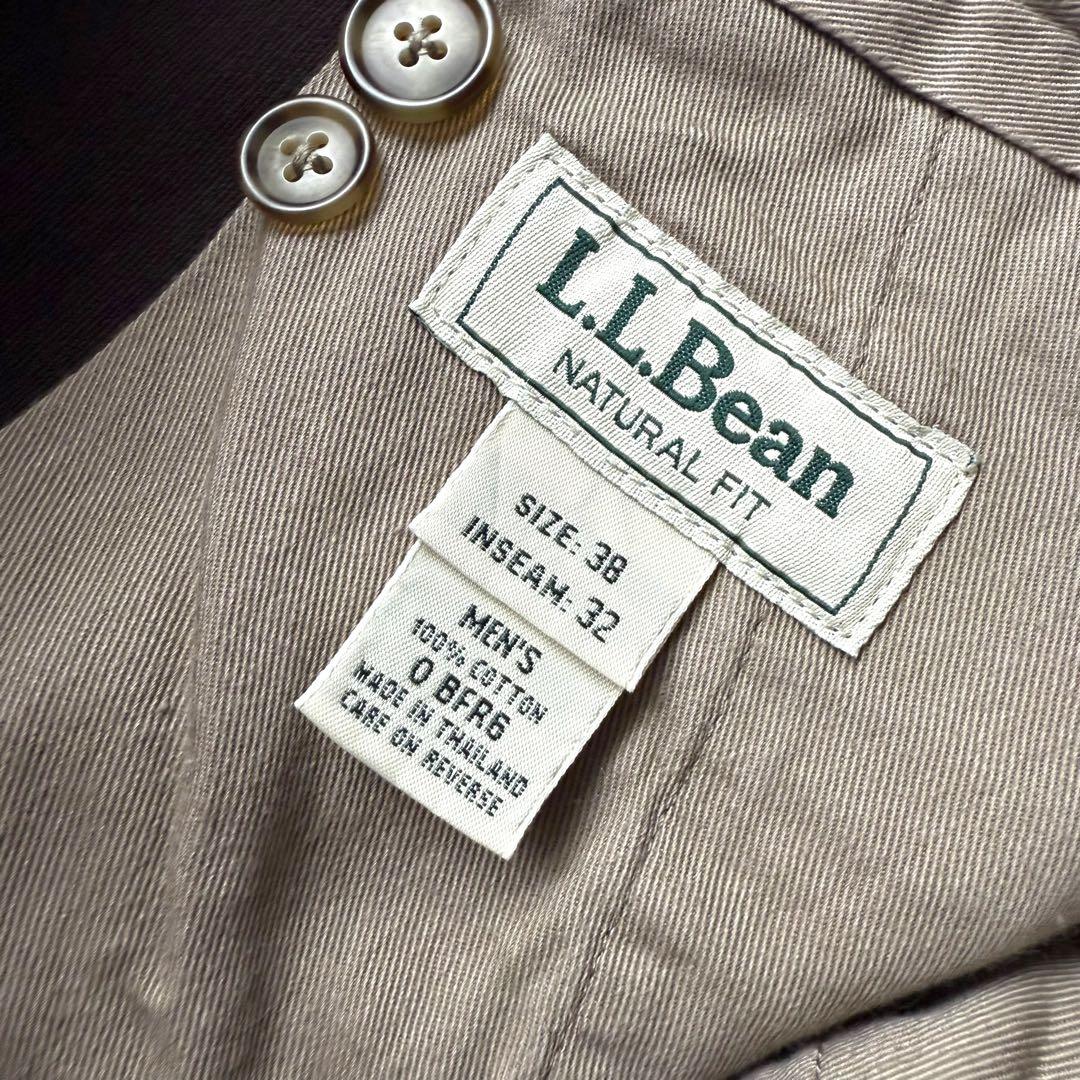 L.L.Bean
NATURAL FIT
SIZE: 38
INSEAM: 32
MEN'S
100% COTTON
0 BFR6
MADE IN THAILAND
CARE ON REVERSE